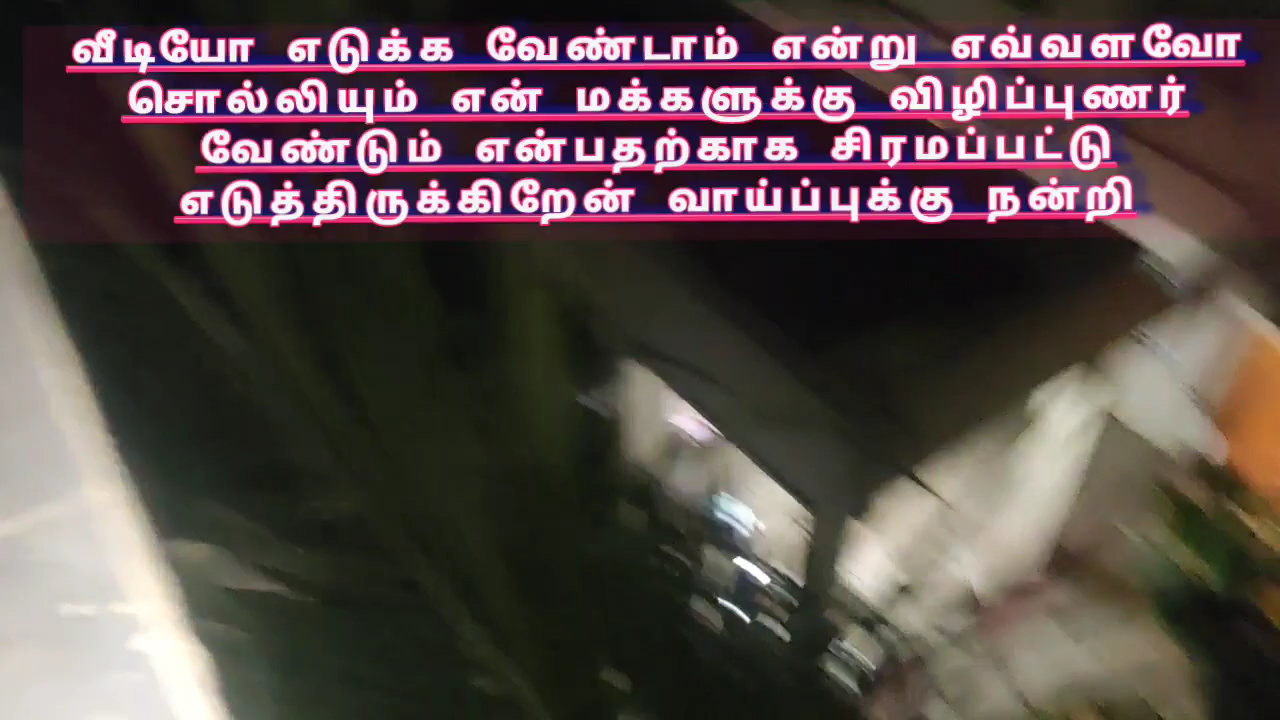 வீடியோ எடுக்க வேண்டாம் என்று எவ்வளவோ
சொல்லியும் என் மக்களுக்கு விழிப்புணர்
வேண்டும் என்பதற்காக சிரமப்பட்டு
எடுத்திருக்கிறேன் வாய்ப்புக்கு நன்றி